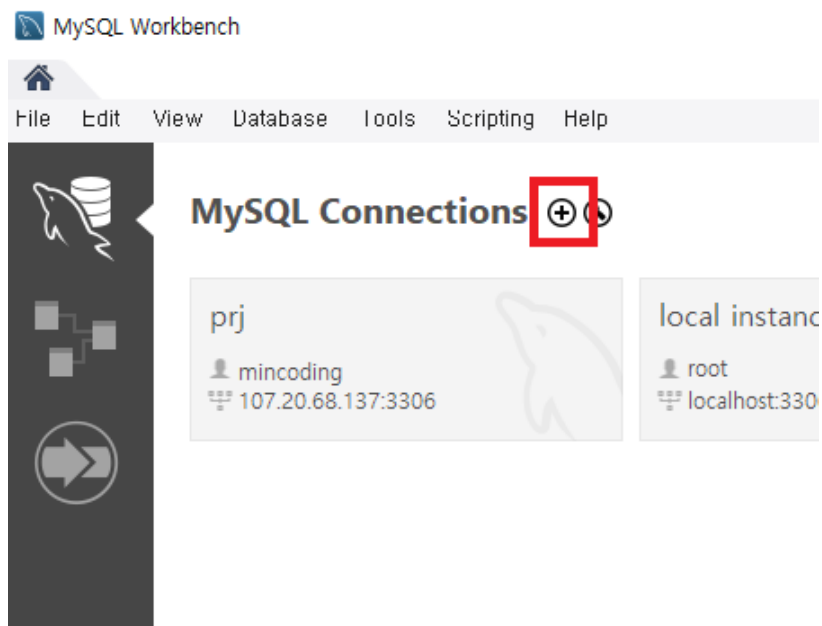 MySQL Workbench
File Edit View Database Tools Scripting Help
MySQL Connections
prj
mincoding
107.20.68.137:3306
local instanc
root
localhost:330